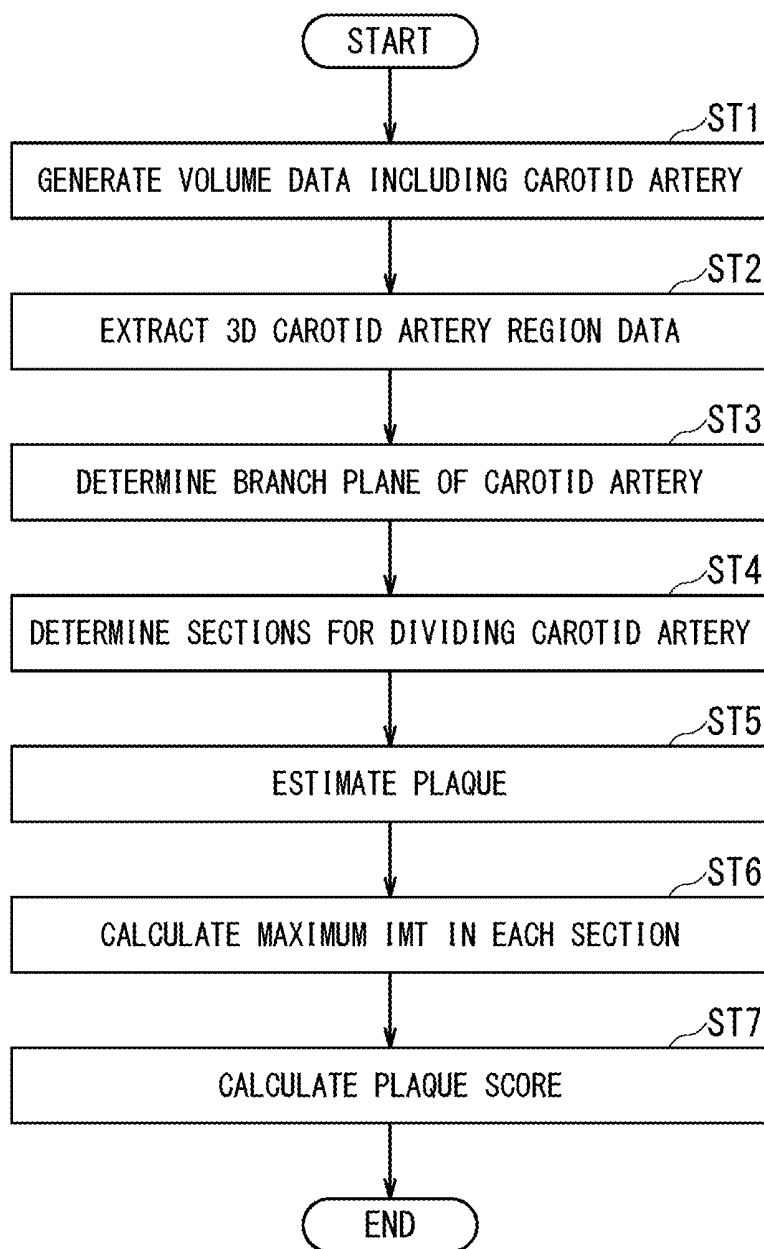 START
ST1
GENERATE VOLUME DATA INCLUDING CAROTID ARTERY
ST2
EXTRACT 3D CAROTID ARTERY REGION DATA
ST3
DETERMINE BRANCH PLANE OF CAROTID ARTERY
ST4
DETERMINE SECTIONS FOR DIVIDING CAROTID ARTERY
ST5
ESTIMATE PLAQUE
ST6
CALCULATE MAXIMUM IMT IN EACH SECTION
ST7
CALCULATE PLAQUE SCORE
END